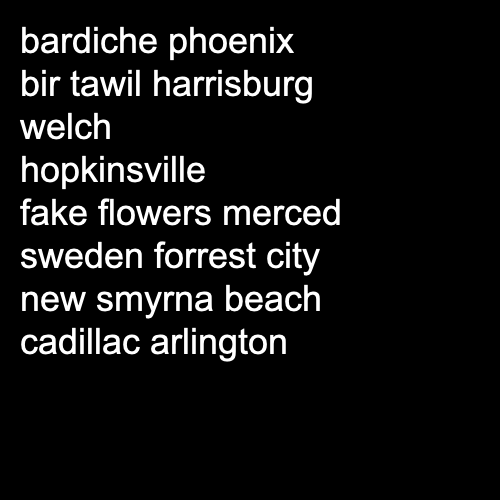 bardiche phoenix
bir tawil harrisburg
welch
hopkinsville
fake flowers merced
sweden forrest city
new smyrna beach
cadillac arlington